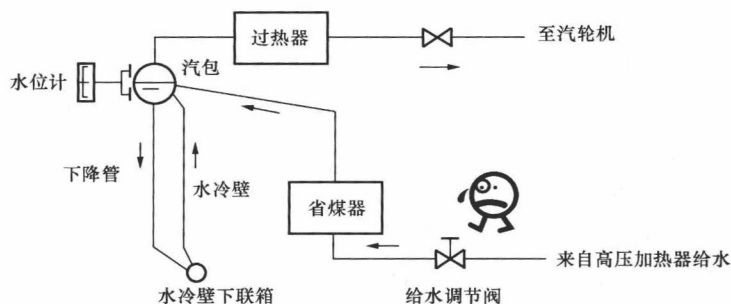 过热器
至汽轮机
汽包
水位计
下降管
水冷壁
省煤器
来自高压加热器给水
水冷壁下联箱
给水调节阀